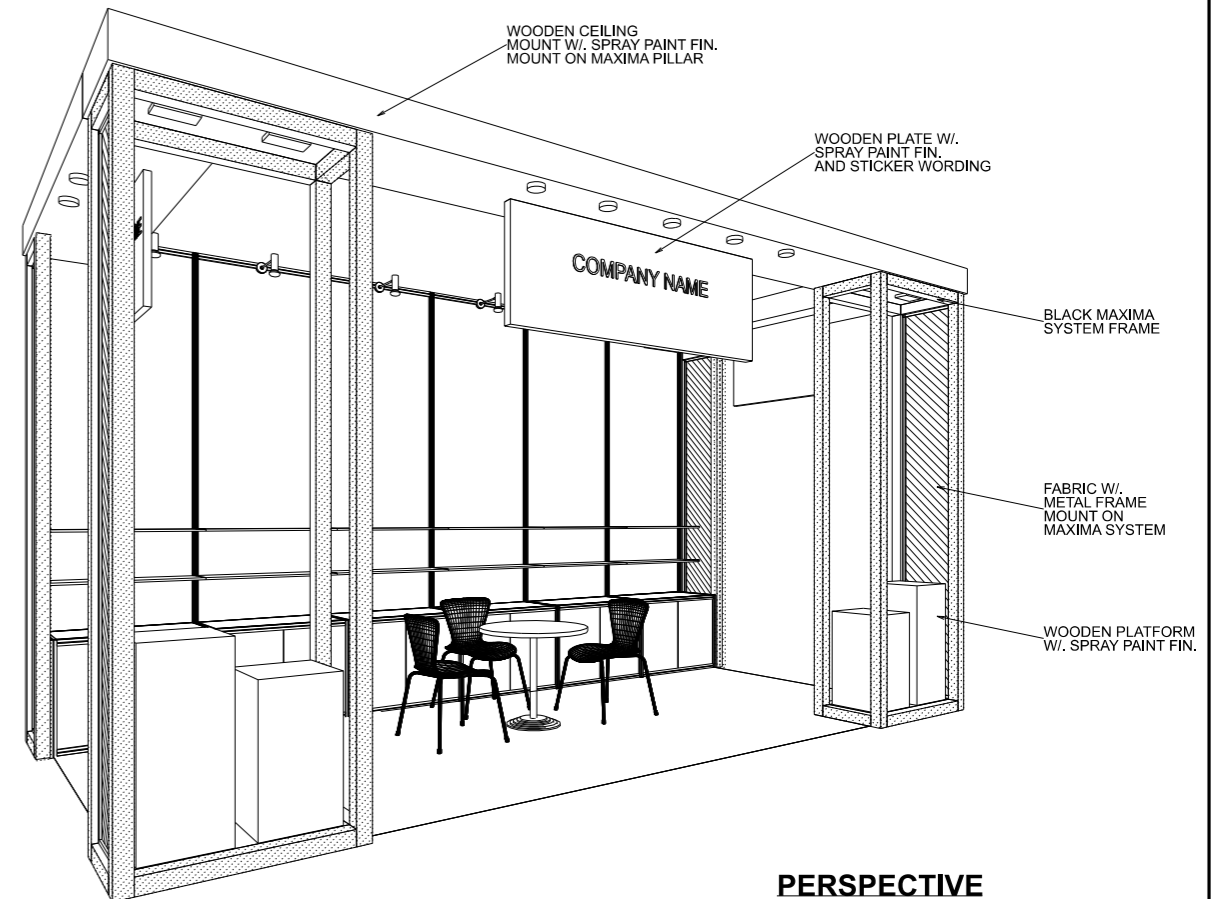 WOODEN CEILING
MOUNT W/. SPRAY PAINT FIN.
MOUNT ON MAXIMA PILLAR
WOODEN PLATE W/.
SPRAY PAINT FIN.
AND STICKER WORDING
COMPANY NAME
BLACK MAXIMA
SYSTEM FRAME
FABRIC W/.
METAL FRAME
MOUNT ON
MAXIMA SYSTEM
WOODEN PLATFORM
W/. SPRAY PAINT FIN.
PERSPECTIVE